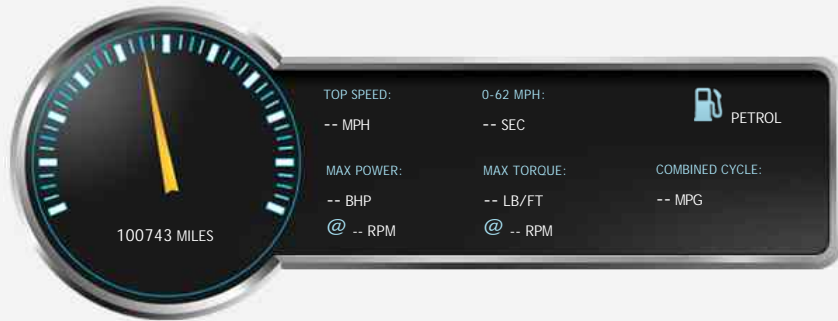 TOP SPEED:
-- MPH
0-62 MPH:
-- SEC
PETROL
MAX POWER:
-- BHP
@ -- RPM
MAX TORQUE:
-- LB/FT
@ -- RPM
COMBINED CYCLE:
-- MPG
100743 MILES